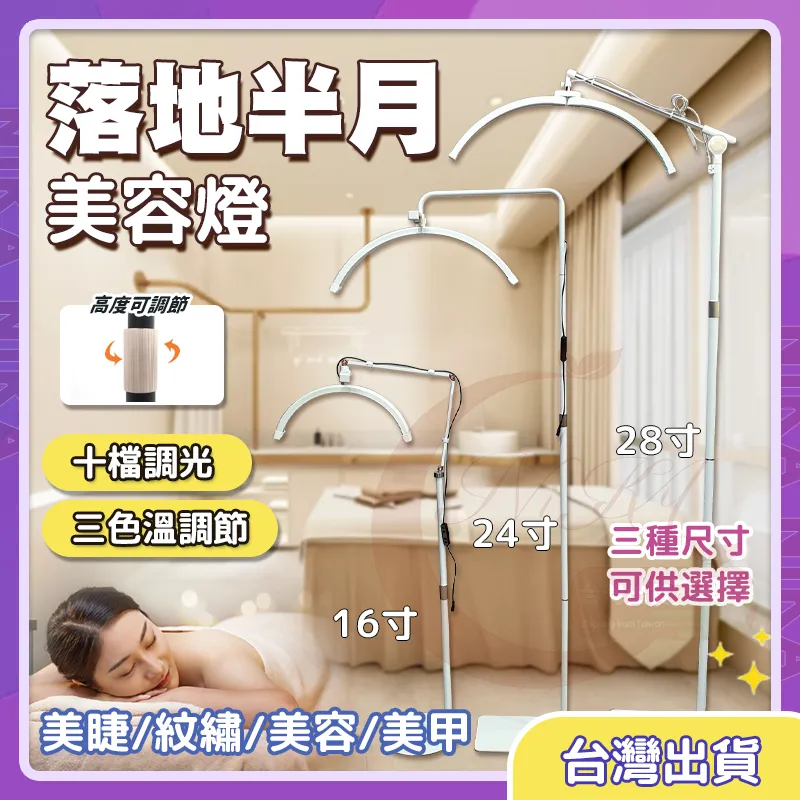 落地半月
美容燈
高度可調節
十檔調光
三色溫調節
28寸
24寸
16寸
三種尺寸
可供選擇
美睫/紋繡/美容/美甲
台灣出貨